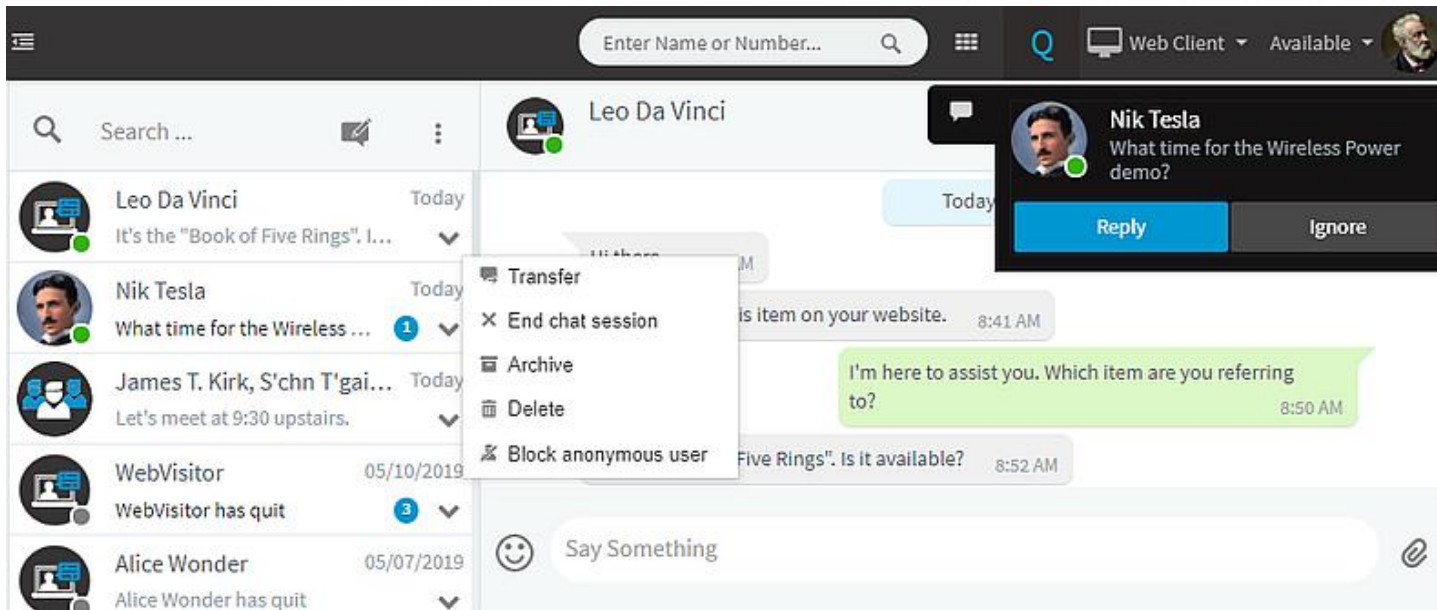 Enter Name or Number...
Q
Web Client
Available
Search ...
Leo Da Vinci
Nik Tesla
What time for the Wireless Power
demo?
Reply
Ignore
Leo Da Vinci
Today
It's the "Book of Five Rings". I...
Nik Tesla
Today
What time for the Wireless ...
1
James T. Kirk, S'chn T'gai...
Today
Let's meet at 9:30 upstairs.
WebVisitor
05/10/2019
WebVisitor has quit
3
Alice Wonder
05/07/2019
Alice Wonder has quit
Transfer
End chat session
Archive
Delete
Block anonymous user
Today
Hi there
is item on your website.
8:41 AM
I'm here to assist you. Which item are you referring
to?
8:50 AM
Five Rings". Is it available?
8:52 AM
Say Something